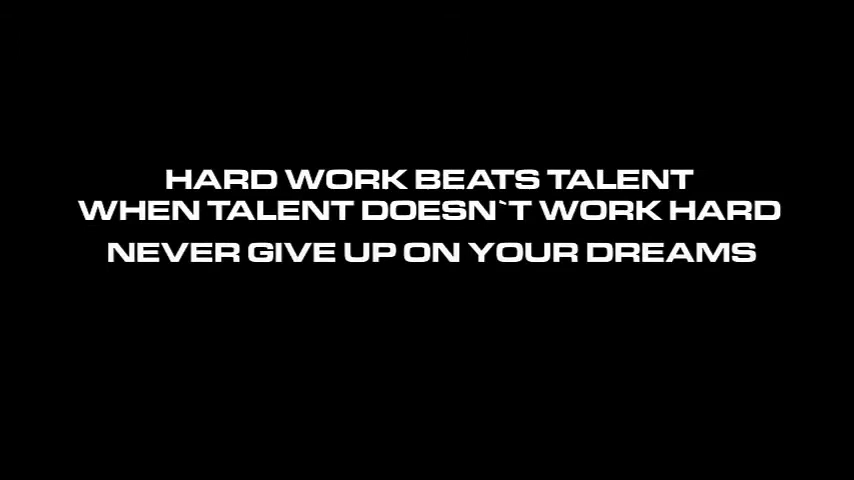 HARD WORK BEATS TALENT
WHEN TALENT DOESN`T WORK HARD
NEVER GIVE UP ON YOUR DREAMS